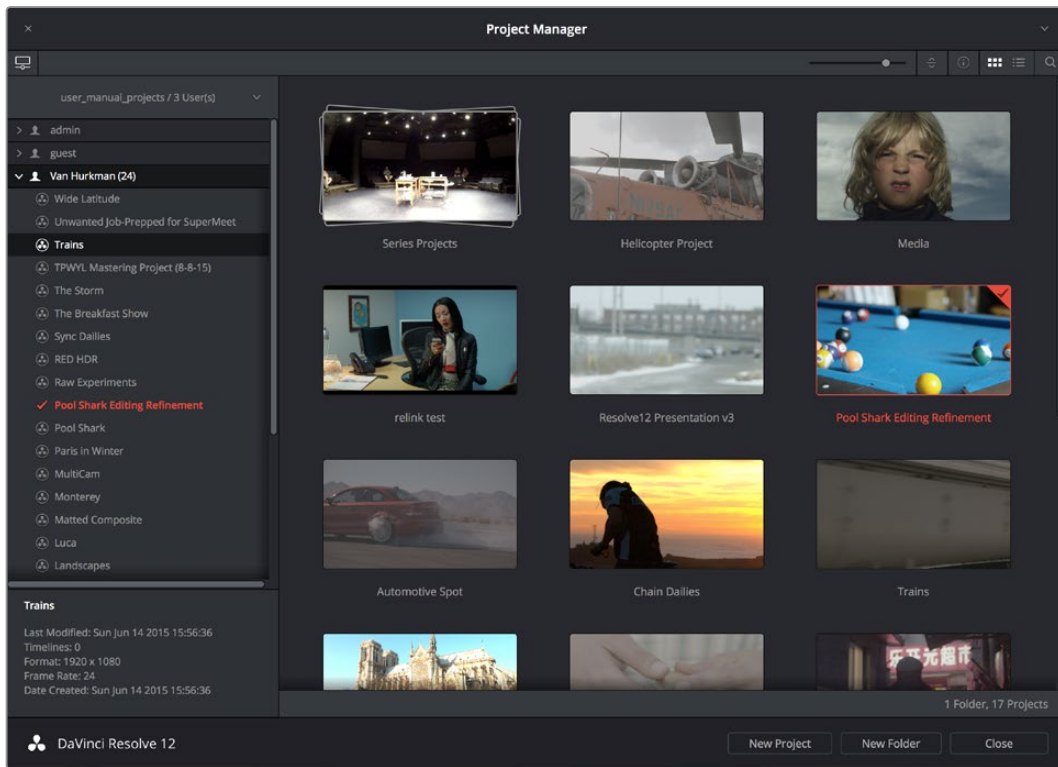 Project Manager
user_manual_projects / 3 User(s)
admin
guest
Van Hurkman (24)
Wide Latitude
Unwanted Job-Prepped for SuperMeet
Trains
TPWYL Mastering Project (8-8-15)
The Storm
The Breakfast Show
Sync Dailies
RED HDR
Raw Experiments
Pool Shark Editing Refinement
Pool Shark
Paris in Winter
MultiCam
Monterey
Matted Composite
Luca
Landscapes
Trains
Last Modified: Sun Jun 14 2015 15:56:36
Timelines: 0
Format: 1920 x 1080
Frame Rate: 24
Date Created: Sun Jun 14 2015 15:56:36
Series Projects
Helicopter Project
Media
relink test
Resolve12 Presentation v3
Pool Shark Editing Refinement
Automotive Spot
Chain Dailies
Trains
1 Folder, 17 Projects
DaVinci Resolve 12
New Project
New Folder
Close